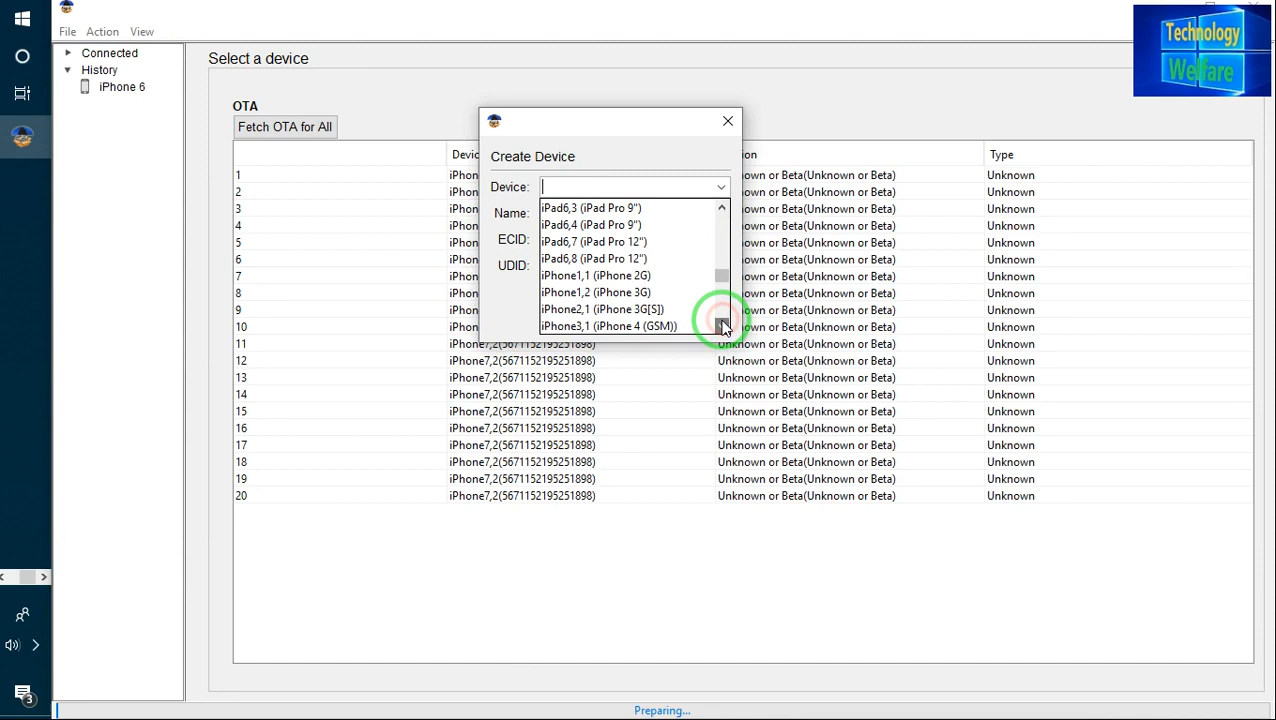 Technology
Welfare
File Action View
Connected
History
iPhone 6
Select a device
OTA
Fetch OTA for All
Type
Create Device
Device:
Name:
ECID:
UDID:
iPad6,3 (iPad Pro 9")
iPad6,4 (iPad Pro 9")
iPad6,7 (iPad Pro 12")
iPad6,8 (iPad Pro 12")
iPhone1,1 (iPhone 2G)
iPhone1,2 (iPhone 3G)
iPhone2,1 (iPhone 3G[S])
iPhone3,1 (iPhone 4 (GSM))
1 or Beta(Unknown or Beta) Unknown
2 or Beta(Unknown or Beta) Unknown
3 or Beta(Unknown or Beta) Unknown
4 or Beta(Unknown or Beta) Unknown
5 or Beta(Unknown or Beta) Unknown
6 or Beta(Unknown or Beta) Unknown
7 or Beta(Unknown or Beta) Unknown
8 or Beta(Unknown or Beta) Unknown
9 or Beta(Unknown or Beta) Unknown
10 or Beta(Unknown or Beta) Unknown
11 iPhone7,2(5671152195251898) Unknown or Beta(Unknown or Beta) Unknown
12 iPhone7,2(5671152195251898) Unknown or Beta(Unknown or Beta) Unknown
13 iPhone7,2(5671152195251898) Unknown or Beta(Unknown or Beta) Unknown
14 iPhone7,2(5671152195251898) Unknown or Beta(Unknown or Beta) Unknown
15 iPhone7,2(5671152195251898) Unknown or Beta(Unknown or Beta) Unknown
16 iPhone7,2(5671152195251898) Unknown or Beta(Unknown or Beta) Unknown
17 iPhone7,2(5671152195251898) Unknown or Beta(Unknown or Beta) Unknown
18 iPhone7,2(5671152195251898) Unknown or Beta(Unknown or Beta) Unknown
19 iPhone7,2(5671152195251898) Unknown or Beta(Unknown or Beta) Unknown
20 iPhone7,2(5671152195251898) Unknown or Beta(Unknown or Beta) Unknown
3
Preparing...